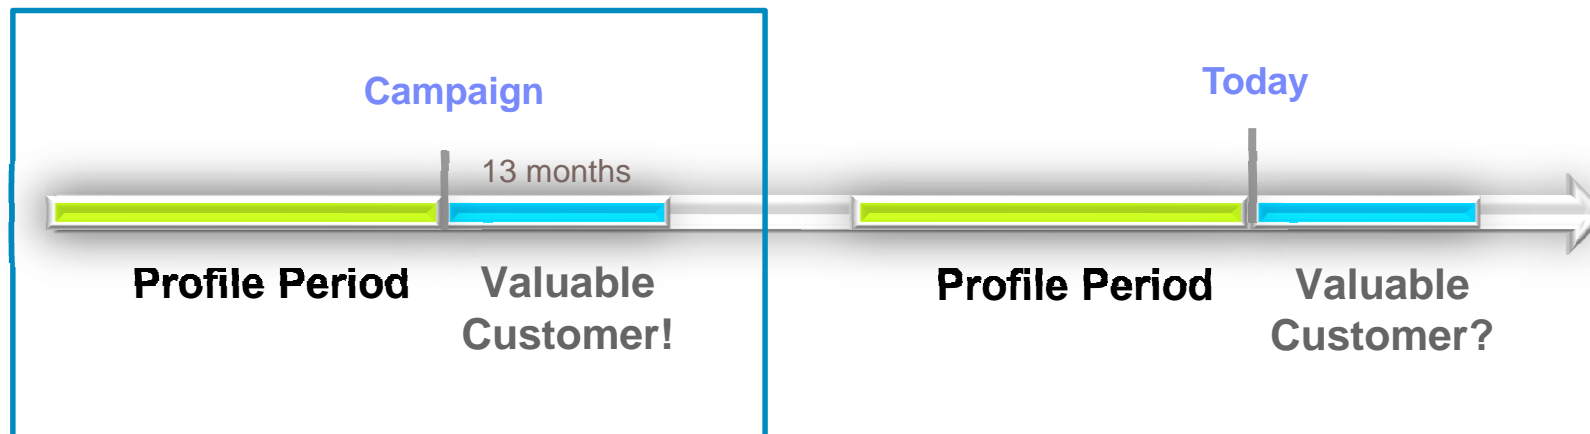 Campaign
13 months
Profile Period
Valuable
Customer!
Today
Profile Period
Valuable
Customer?